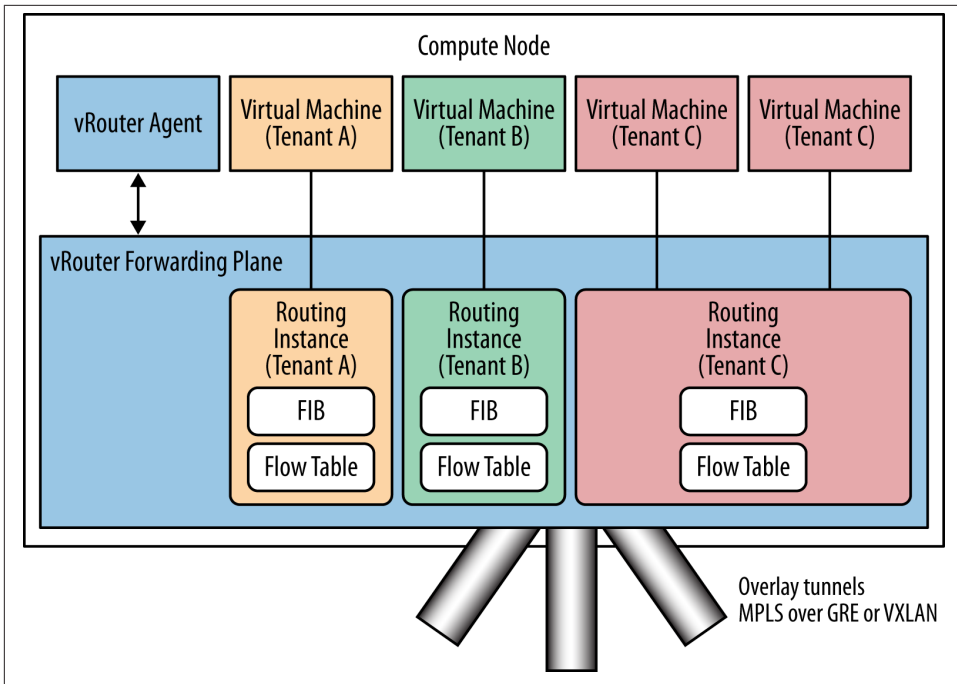 Compute Node
vRouter Agent
Virtual Machine
(Tenant A)
Virtual Machine
(Tenant B)
Virtual Machine
(Tenant C)
Virtual Machine
(Tenant C)
vRouter Forwarding Plane
Routing
Instance
(Tenant A)
FIB
Flow Table
Routing
Instance
(Tenant B)
FIB
Flow Table
Routing
Instance
(Tenant C)
FIB
Flow Table
Overlay tunnels
MPLS over GRE or VXLAN